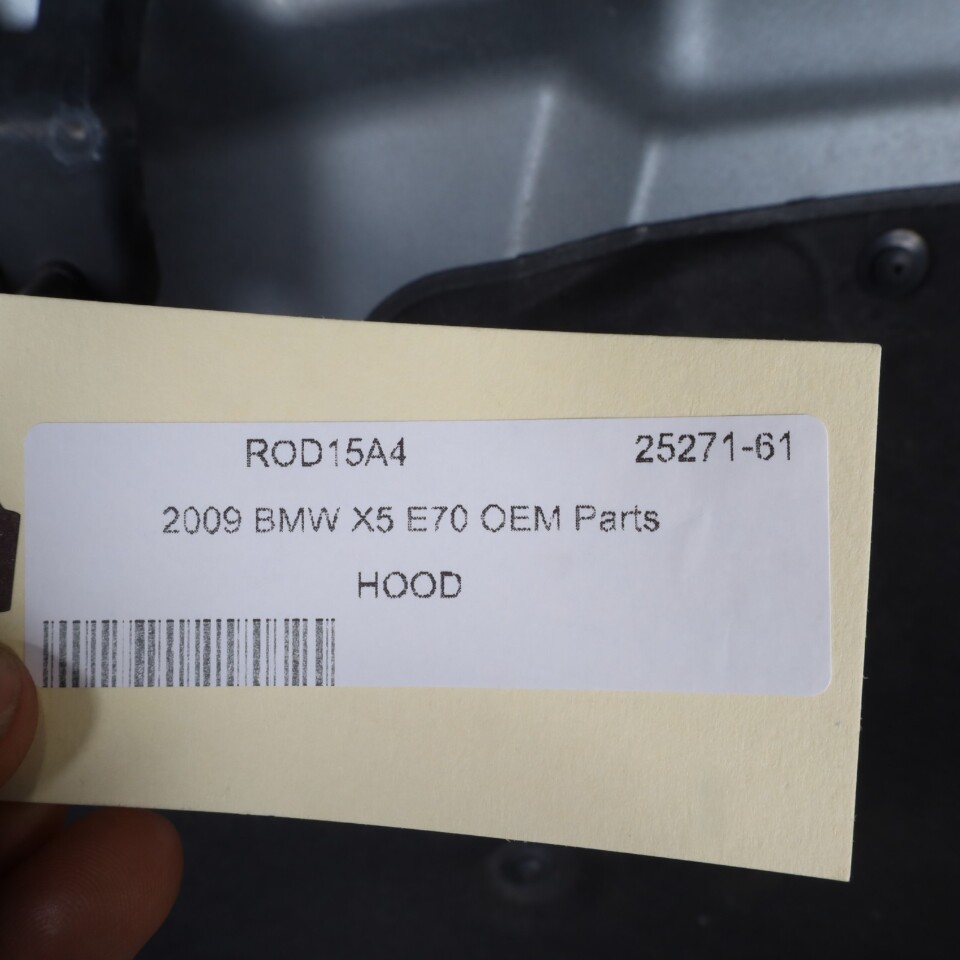 ROD15A4 25271-61
2009 BMW X5 E70 OEM Parts
HOOD